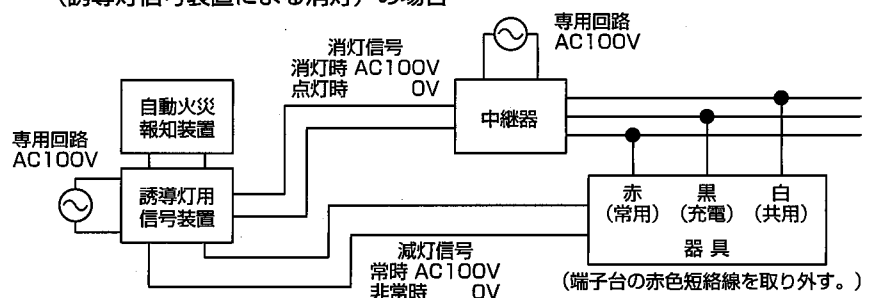 （誘導灯信号装置による消灯）の場合
専用回路
AC100V
消灯信号
消灯時 AC100V
点灯時 0V
自動火災
報知装置
中継器
専用回路
AC100V
誘導灯用
信号装置
赤
（常用）
黒
（充電）
白
（共用）
器具
減灯信号
常時 AC100V
非常時 0V
（端子台の赤色短絡線を取り外す。）